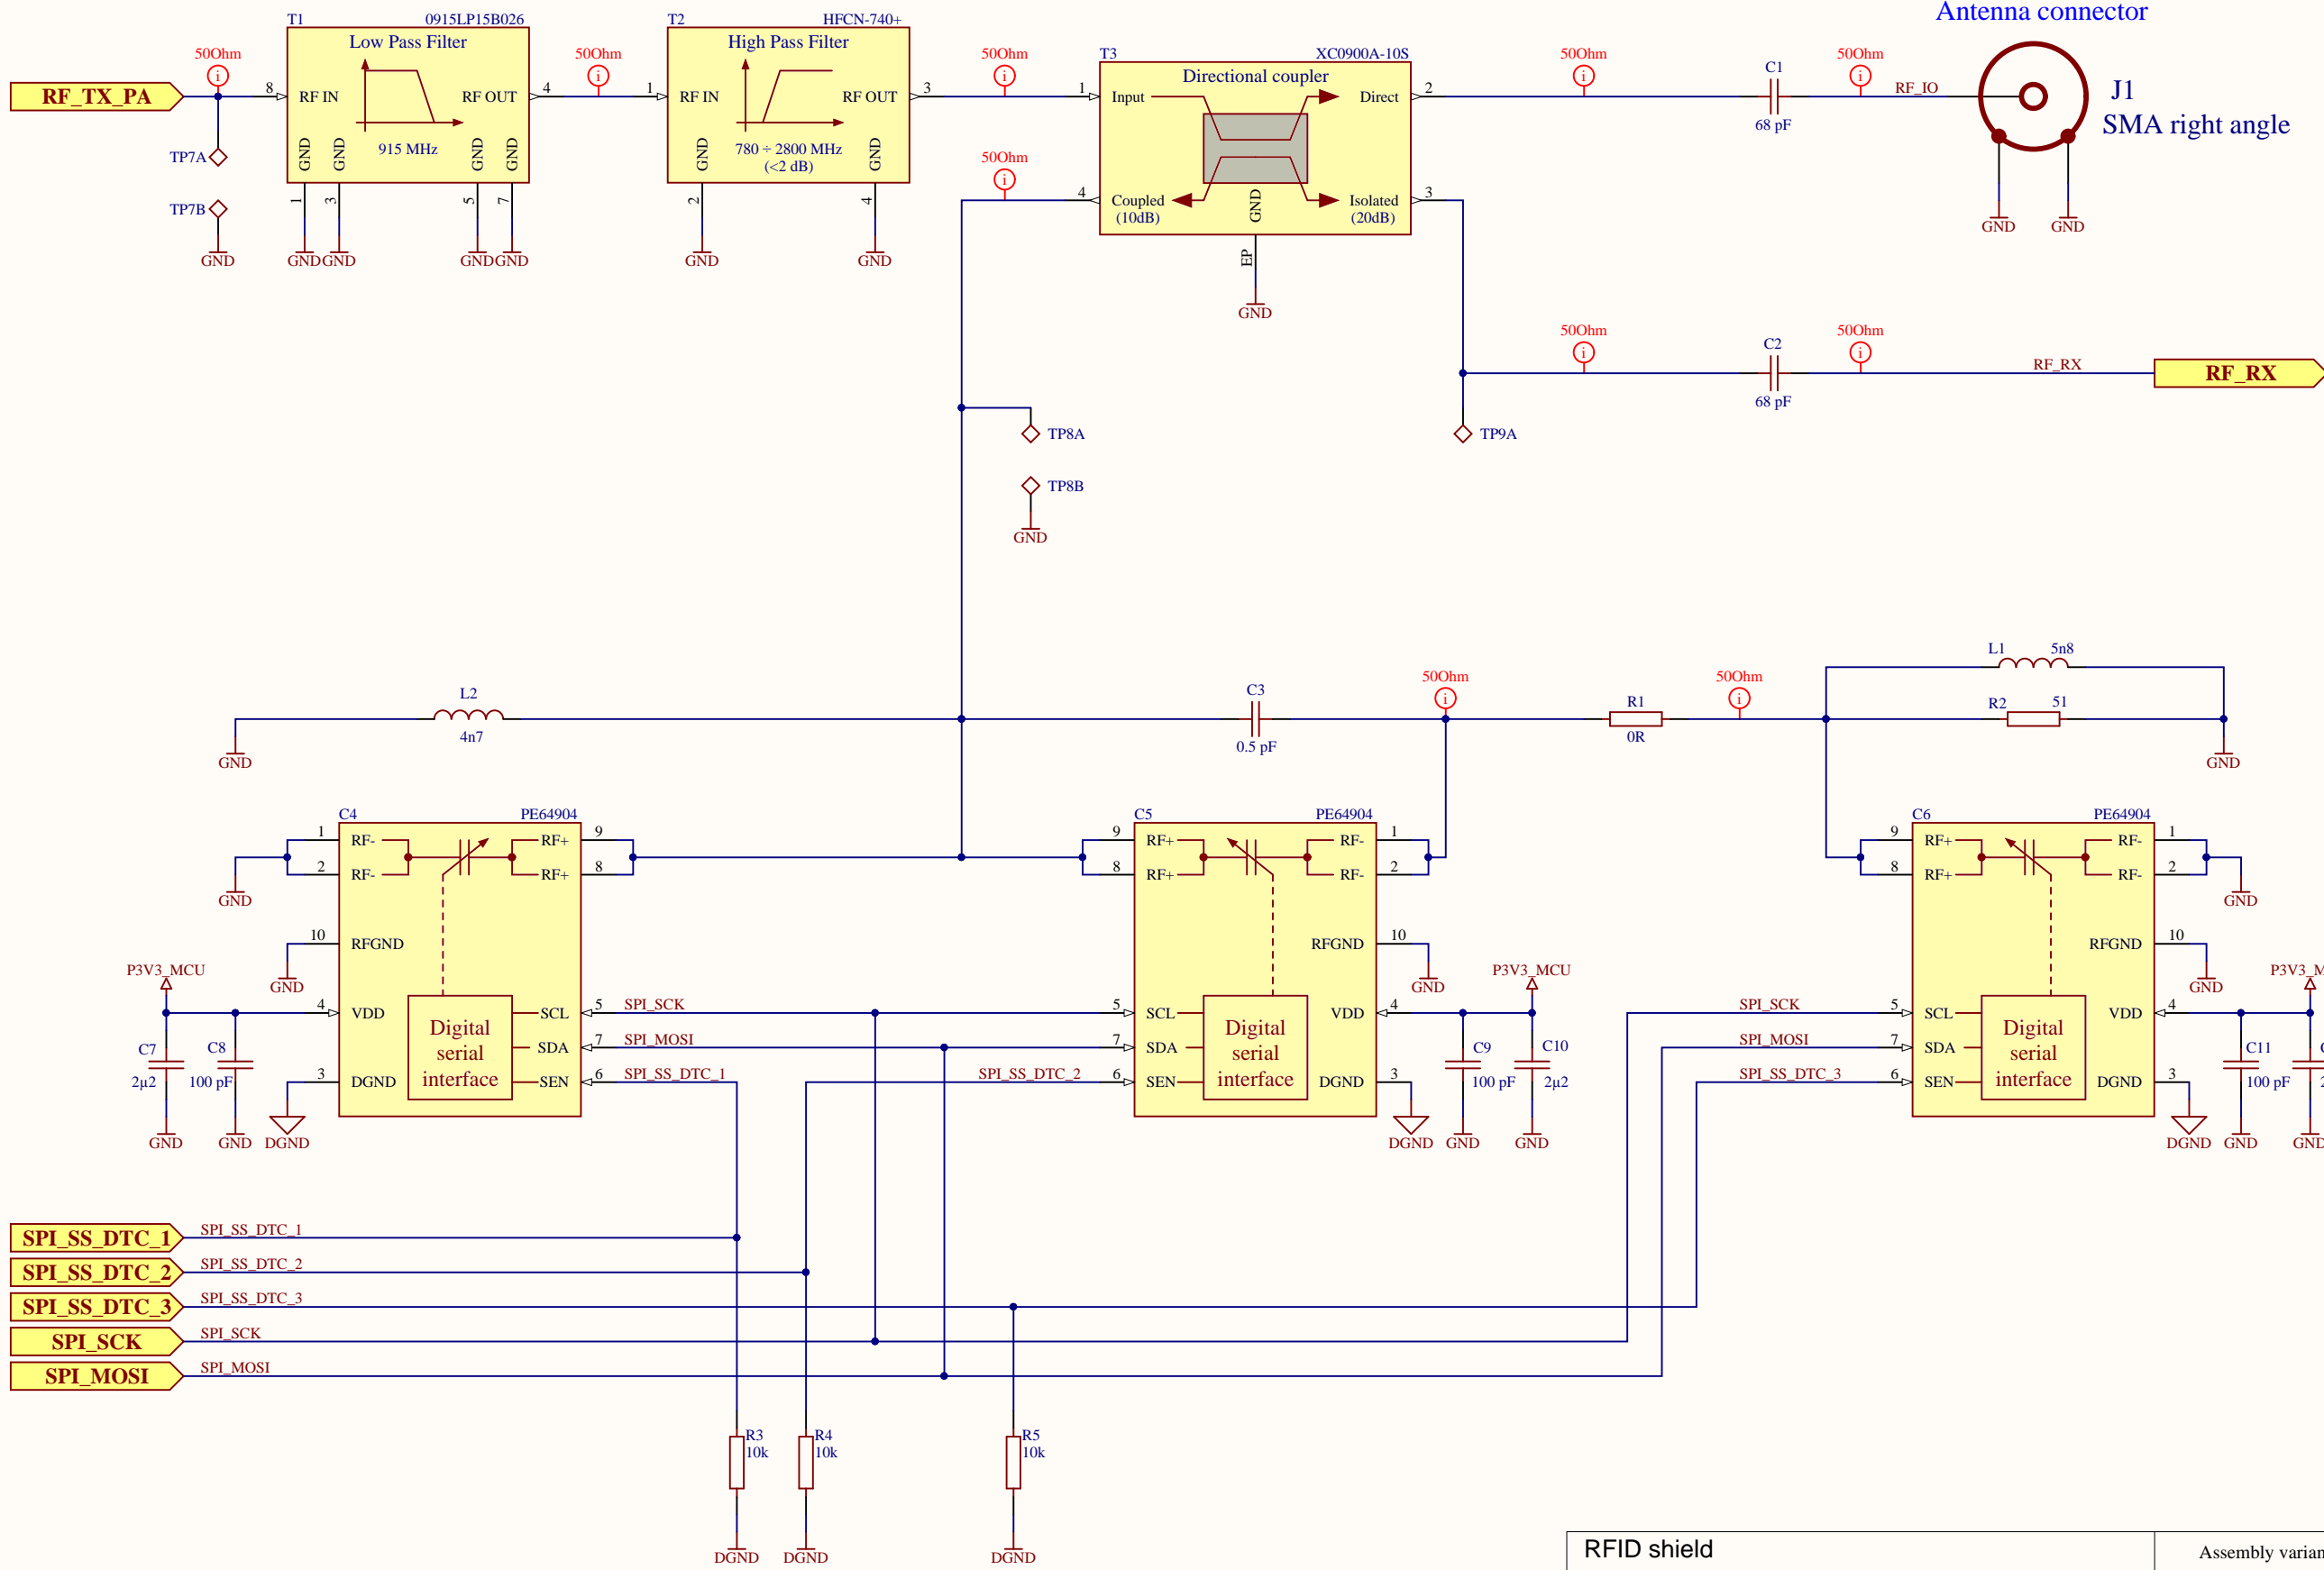 Antenna connector
T1 0915LP15B026
Low Pass Filter
RF IN RF OUT
915 MHz
GND GND GND GND
8 4 1 3 5 7
GND GND GND GND
T2 HFCN-740+
High Pass Filter
RF IN RF OUT
780 ÷ 2800 MHz
(<2 dB)
GND GND
1 3 2 4
GND GND
T3 XC0900A-10S
Directional coupler
Input Direct
Coupled Isolated
(10dB) (20dB)
GND
1 2 4 3
EP
GND
RF_TX_PA
50Ohm 50Ohm 50Ohm 50Ohm 50Ohm
i i i i i
50Ohm
i
TP7A
TP7B
GND
C1
68 pF
RF_IO
J1
SMA right angle
GND GND
50Ohm 50Ohm
i i
C2
68 pF
RF_RX
RF_RX
TP8A
TP9A
TP8B
GND
L2
4n7
GND
C3
0.5 pF
50Ohm 50Ohm
i i
R1
0R
L1 5n8
R2 51
GND
C4 PE64904
1 RF- RF+ 9
2 RF- RF+ 8
10 RFGND
4 VDD SCL 5
SDA 7
3 DGND SEN 6
Digital
serial
interface
GND
GND
P3V3_MCU
C7
2µ2
C8
100 pF
GND GND DGND
SPI_SCK
SPI_MOSI
SPI_SS_DTC_1
C5 PE64904
9 RF+ RF- 1
8 RF+ RF- 2
RFGND 10
5 SCL VDD 4
7 SDA
6 SEN DGND 3
Digital
serial
interface
SPI_SS_DTC_2
GND
P3V3_MCU
C9
100 pF
C10
2µ2
DGND GND GND
C6 PE64904
9 RF+ RF- 1
8 RF+ RF- 2
RFGND 10
5 SCL VDD 4
7 SDA
6 SEN DGND 3
Digital
serial
interface
SPI_SCK
SPI_MOSI
SPI_SS_DTC_3
GND
GND
P3V3_M
C11
100 pF
DGND GND GND
SPI_SS_DTC_1 SPI_SS_DTC_1
SPI_SS_DTC_2 SPI_SS_DTC_2
SPI_SS_DTC_3 SPI_SS_DTC_3
SPI_SCK SPI_SCK
SPI_MOSI SPI_MOSI
R3 R4 R5
10k 10k 10k
DGND DGND DGND
RFID shield
Assembly varian